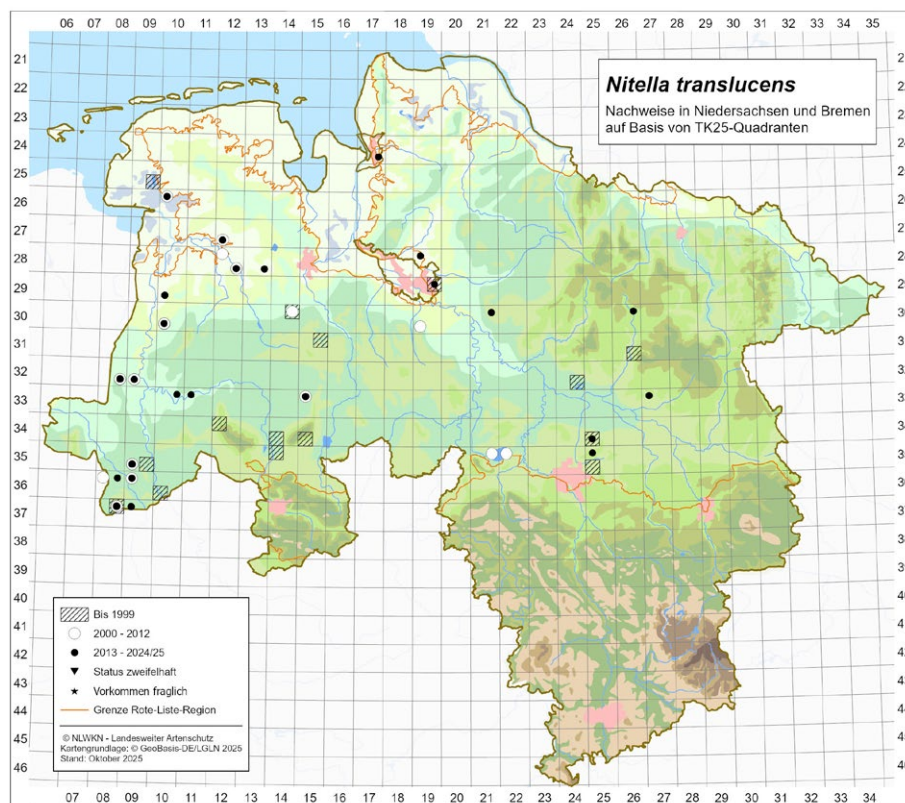 06 07 08 09 10 11 12 13 14 15 16 17 18 19 20 21 22 23 24 25 26 27 28 29 30 31 32 33 34 35
21
22
23
24
25
26
27
28
29
30
31
32
33
34
35
36
37
38
39
40
41
42
43
44
45
46
Nitella translucens
Nachweise in Niedersachsen und Bremen
auf Basis von TK25-Quadranten
Bis 1999
2000 - 2012
2013 - 2024/25
Status zweifelhaft
Vorkommen fraglich
Grenze Rote-Liste-Region
© NLWKN - Landesweiter Artenschutz
Kartengrundlage: © GeoBasis-DE/LGLN 2025
Stand: Oktober 2025
07 08 09 10 11 12 13 14 15 16 17 18 19 20 21 22 23 24 25 26 27 28 29 30 31 32 33 34